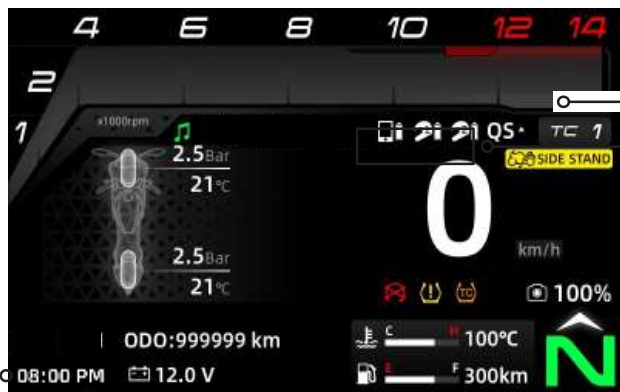 4 6 8 10 12 14
2
1
x1000rpm
QS TC 1
2.5Bar
SIDE STAND
21°C
0
km/h
2.5Bar
21°C
TC
100%
ODO:999999 km
C H 100°C
N
08:00 PM 12.0 V
E F 300km